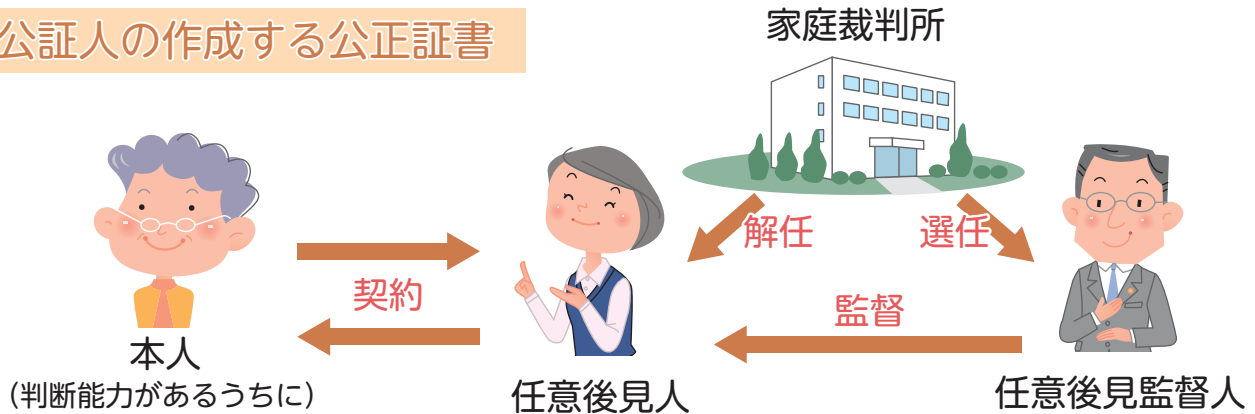 公証人の作成する公正証書
家庭裁判所
解任
選任
契約
監督
本人
（判断能力があるうちに）
任意後見人
任意後見監督人